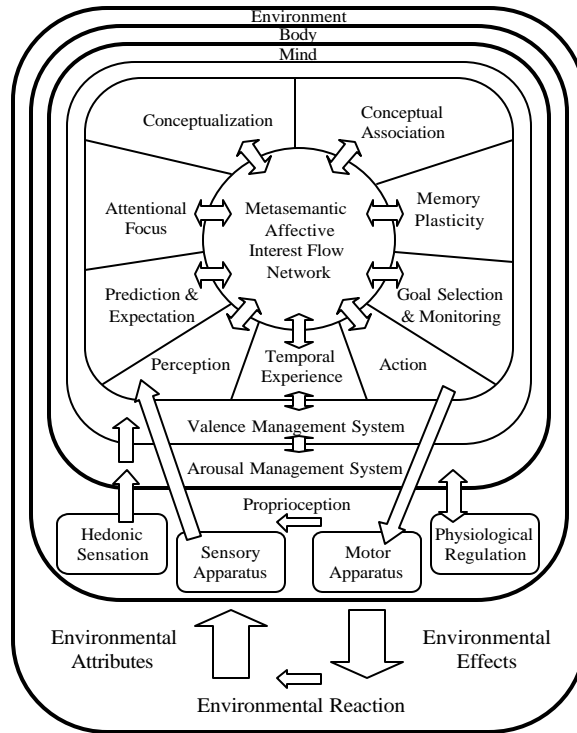 Environment
Body
Mind
Conceptualization
Conceptual
Association
Attentional
Focus
Metasemantic
Affective
Interest Flow
Network
Memory
Plasticity
Prediction &
Expectation
Goal Selection
& Monitoring
Perception
Temporal
Experience
Action
Valence Management System
Arousal Management System
Proprioception
Hedonic
Sensation
Sensory
Apparatus
Motor
Apparatus
Physiological
Regulation
Environmental
Attributes
Environmental
Effects
Environmental Reaction